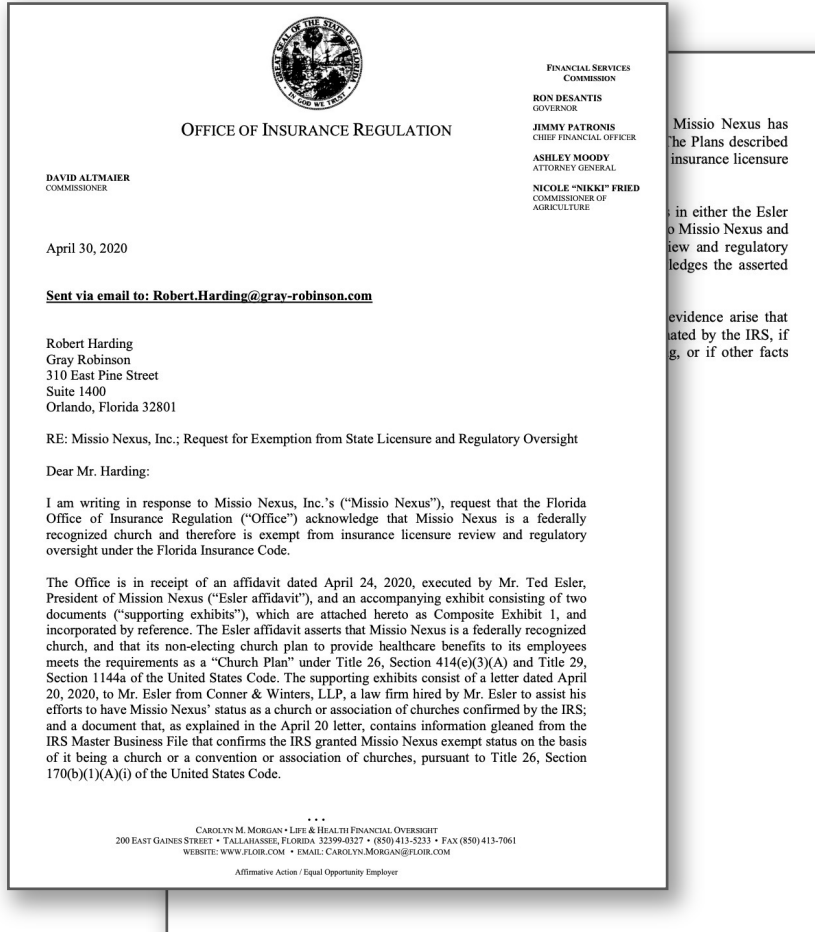 GREAT SEAL OF THE STATE OF FLORIDA
IN GOD WE TRUST
OFFICE OF INSURANCE REGULATION
FINANCIAL SERVICES
COMMISSION
RON DESANTIS
GOVERNOR
JIMMY PATRONIS
CHIEF FINANCIAL OFFICER
ASHLEY MOODY
ATTORNEY GENERAL
NICOLE “NIKKI” FRIED
COMMISSIONER OF
AGRICULTURE
DAVID ALTMAIER
COMMISSIONER
April 30, 2020
Sent via email to: Robert.Harding@gray-robinson.com
Robert Harding
Gray Robinson
310 East Pine Street
Suite 1400
Orlando, Florida 32801
RE: Missio Nexus, Inc.; Request for Exemption from State Licensure and Regulatory Oversight
Dear Mr. Harding:
I am writing in response to Missio Nexus, Inc.’s (“Missio Nexus”), request that the Florida
Office of Insurance Regulation (“Office”) acknowledge that Missio Nexus is a federally
recognized church and therefore is exempt from insurance licensure review and regulatory
oversight under the Florida Insurance Code.
The Office is in receipt of an affidavit dated April 24, 2020, executed by Mr. Ted Esler,
President of Mission Nexus (“Esler affidavit”), and an accompanying exhibit consisting of two
documents (“supporting exhibits”), which are attached hereto as Composite Exhibit 1, and
incorporated by reference. The Esler affidavit asserts that Missio Nexus is a federally recognized
church, and that its non-electing church plan to provide healthcare benefits to its employees
meets the requirements as a “Church Plan” under Title 26, Section 414(e)(3)(A) and Title 29,
Section 1144a of the United States Code. The supporting exhibits consist of a letter dated April
20, 2020, to Mr. Esler from Conner & Winters, LLP, a law firm hired by Mr. Esler to assist his
efforts to have Missio Nexus’ status as a church or association of churches confirmed by the IRS;
and a document that, as explained in the April 20 letter, contains information gleaned from the
IRS Master Business File that confirms the IRS granted Missio Nexus exempt status on the basis
of it being a church or a convention or association of churches, pursuant to Title 26, Section
170(b)(1)(A)(i) of the United States Code.
• • •
CAROLYN M. MORGAN • LIFE & HEALTH FINANCIAL OVERSIGHT
200 EAST GAINES STREET • TALLAHASSEE, FLORIDA 32399-0327 • (850) 413-5233 • FAX (850) 413-7061
WEBSITE: WWW.FLOIR.COM • EMAIL: CAROLYN.MORGAN@FLOIR.COM
Affirmative Action / Equal Opportunity Employer
Missio Nexus has
The Plans described
insurance licensure
in either the Esler
Missio Nexus and
and regulatory
the asserted
evidence arise that
by the IRS, if
or if other facts